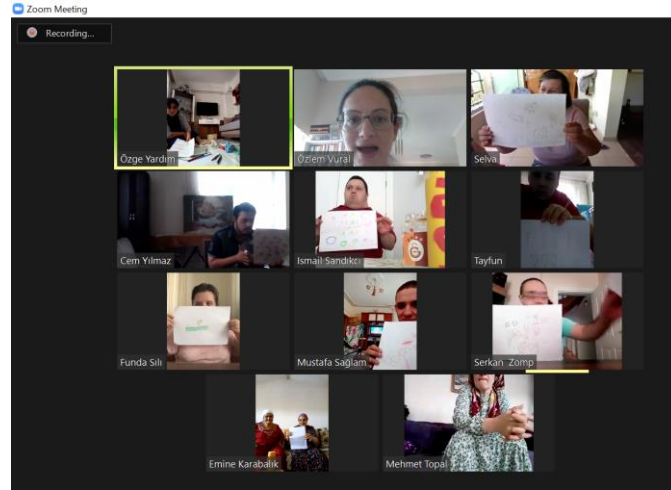 Zoom Meeting
Recording...
Özge Yardım
Özlem Vural
Selva
Cem Yılmaz
Ismail Sandıkcı
Tayfun
Funda Sılı
Mustafa Sağlam
Serkan Zomp
Emine Karabalık
Mehmet Topal